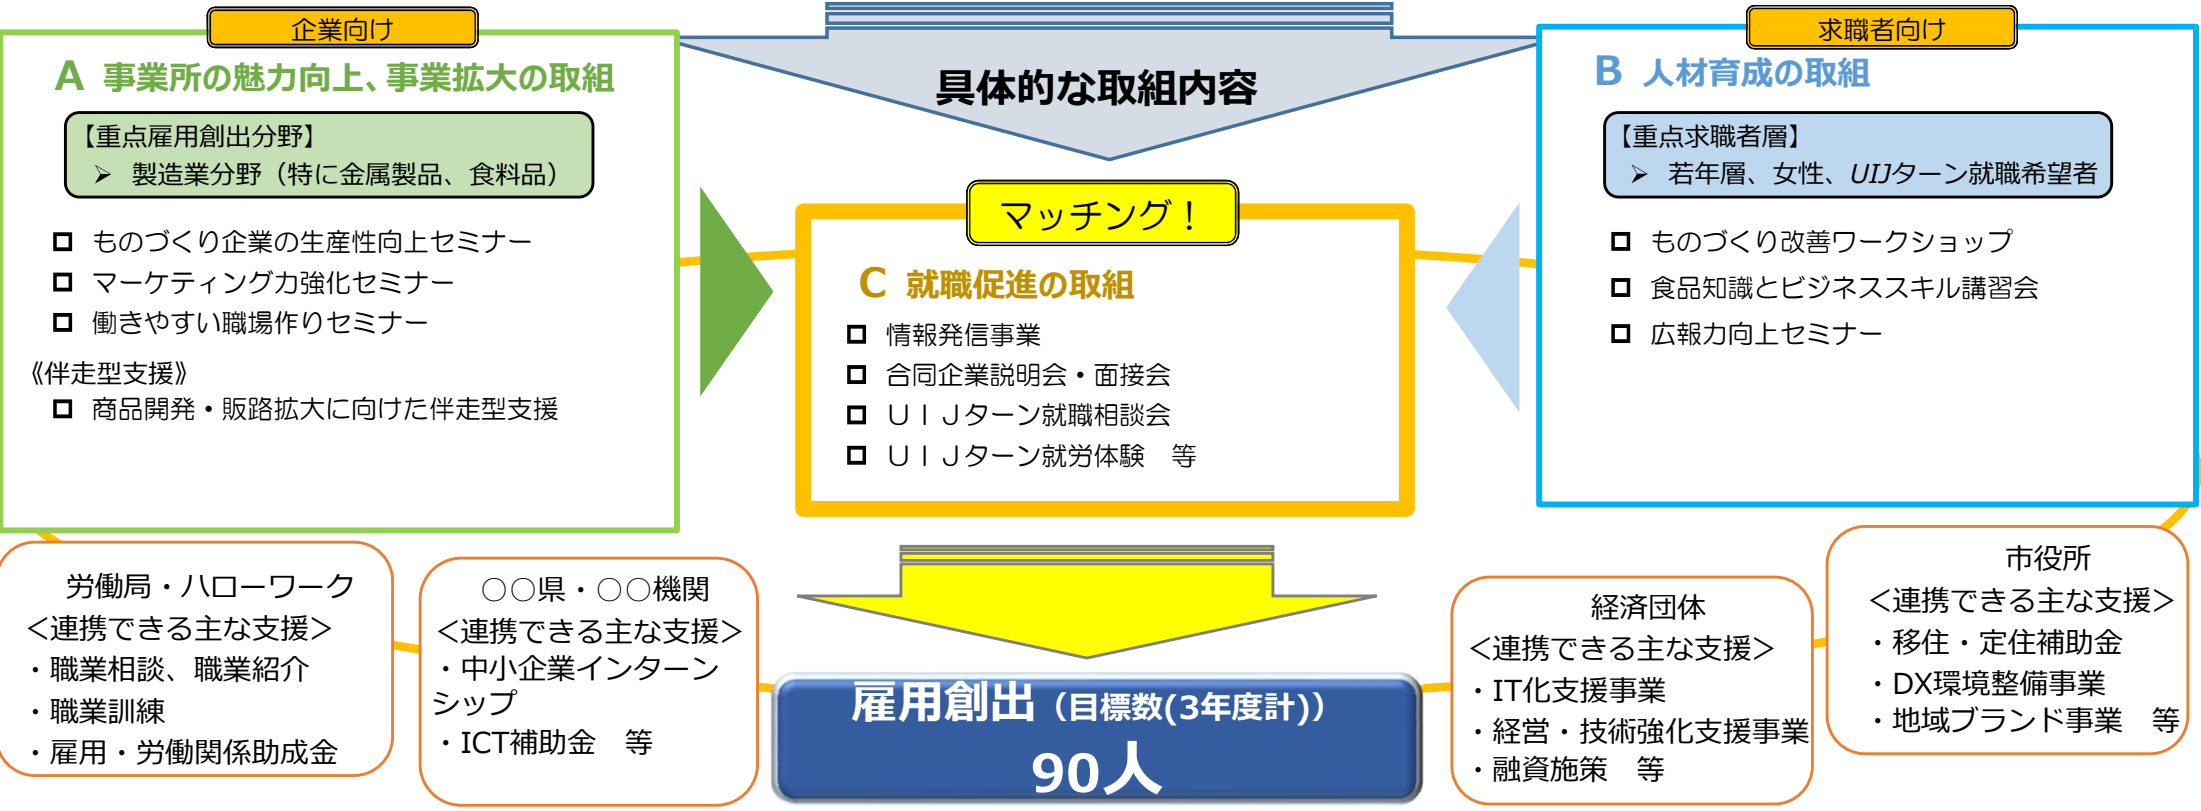 企業向け
A 事業所の魅力向上、事業拡大の取組
【重点雇用創出分野】
➢ 製造業分野（特に金属製品、食料品）
ものづくり企業の生産性向上セミナー
マーケティング力強化セミナー
働きやすい職場作りセミナー
《伴走型支援》
商品開発・販路拡大に向けた伴走型支援
具体的な取組内容
マッチング！
C 就職促進の取組
情報発信事業
合同企業説明会・面接会
ＵＩＪターン就職相談会
ＵＩＪターン就労体験　等
求職者向け
B 人材育成の取組
【重点求職者層】
➢ 若年層、女性、UIJターン就職希望者
ものづくり改善ワークショップ
食品知識とビジネススキル講習会
広報力向上セミナー
労働局・ハローワーク
＜連携できる主な支援＞
・職業相談、職業紹介
・職業訓練
・雇用・労働関係助成金
○○県・○○機関
＜連携できる主な支援＞
・中小企業インターン
シップ
・ICT補助金　等
雇用創出（目標数(3年度計)）
90人
経済団体
＜連携できる主な支援＞
・IT化支援事業
・経営・技術強化支援事業
・融資施策　等
市役所
＜連携できる主な支援＞
・移住・定住補助金
・DX環境整備事業
・地域ブランド事業　等